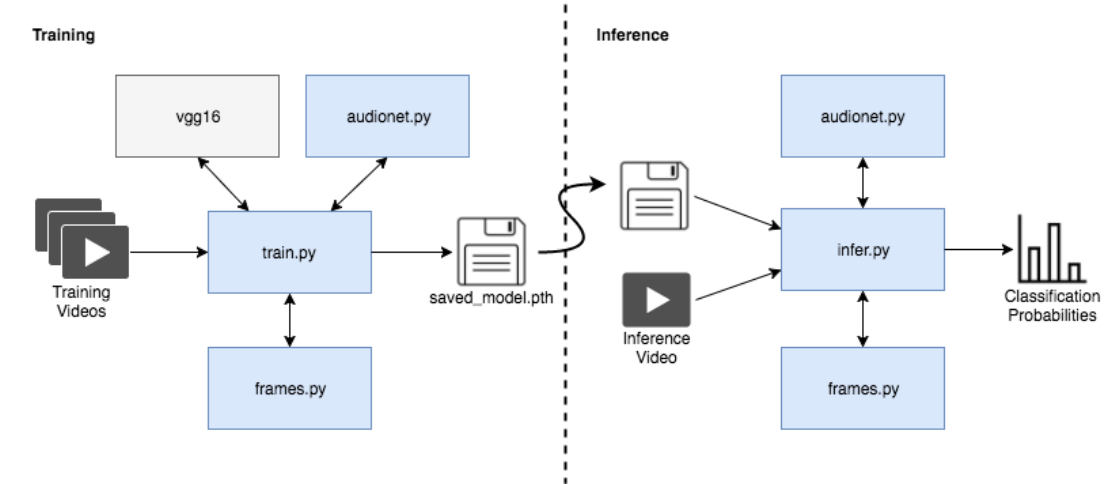 Training
vgg16
audionet.py
train.py
Training
Videos
saved_model.pth
frames.py
Inference
audionet.py
infer.py
Inference
Video
Classification
Probabilities
frames.py